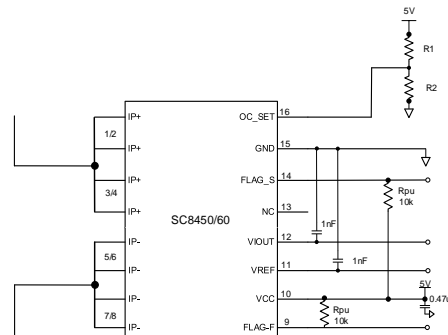 5V
R1
R2
IP+ OC_SET 16
1/2
IP+ GND 15
3/4
IP+ FLAG_S 14
Rpu
10k
SC8450/60
NC 13
1nF
IP- VIOUT 12
5/6
IP- VREF 11
1nF
5V
IP- VCC 10
0.47u
7/8
Rpu
10k
IP- FLAG-F 9